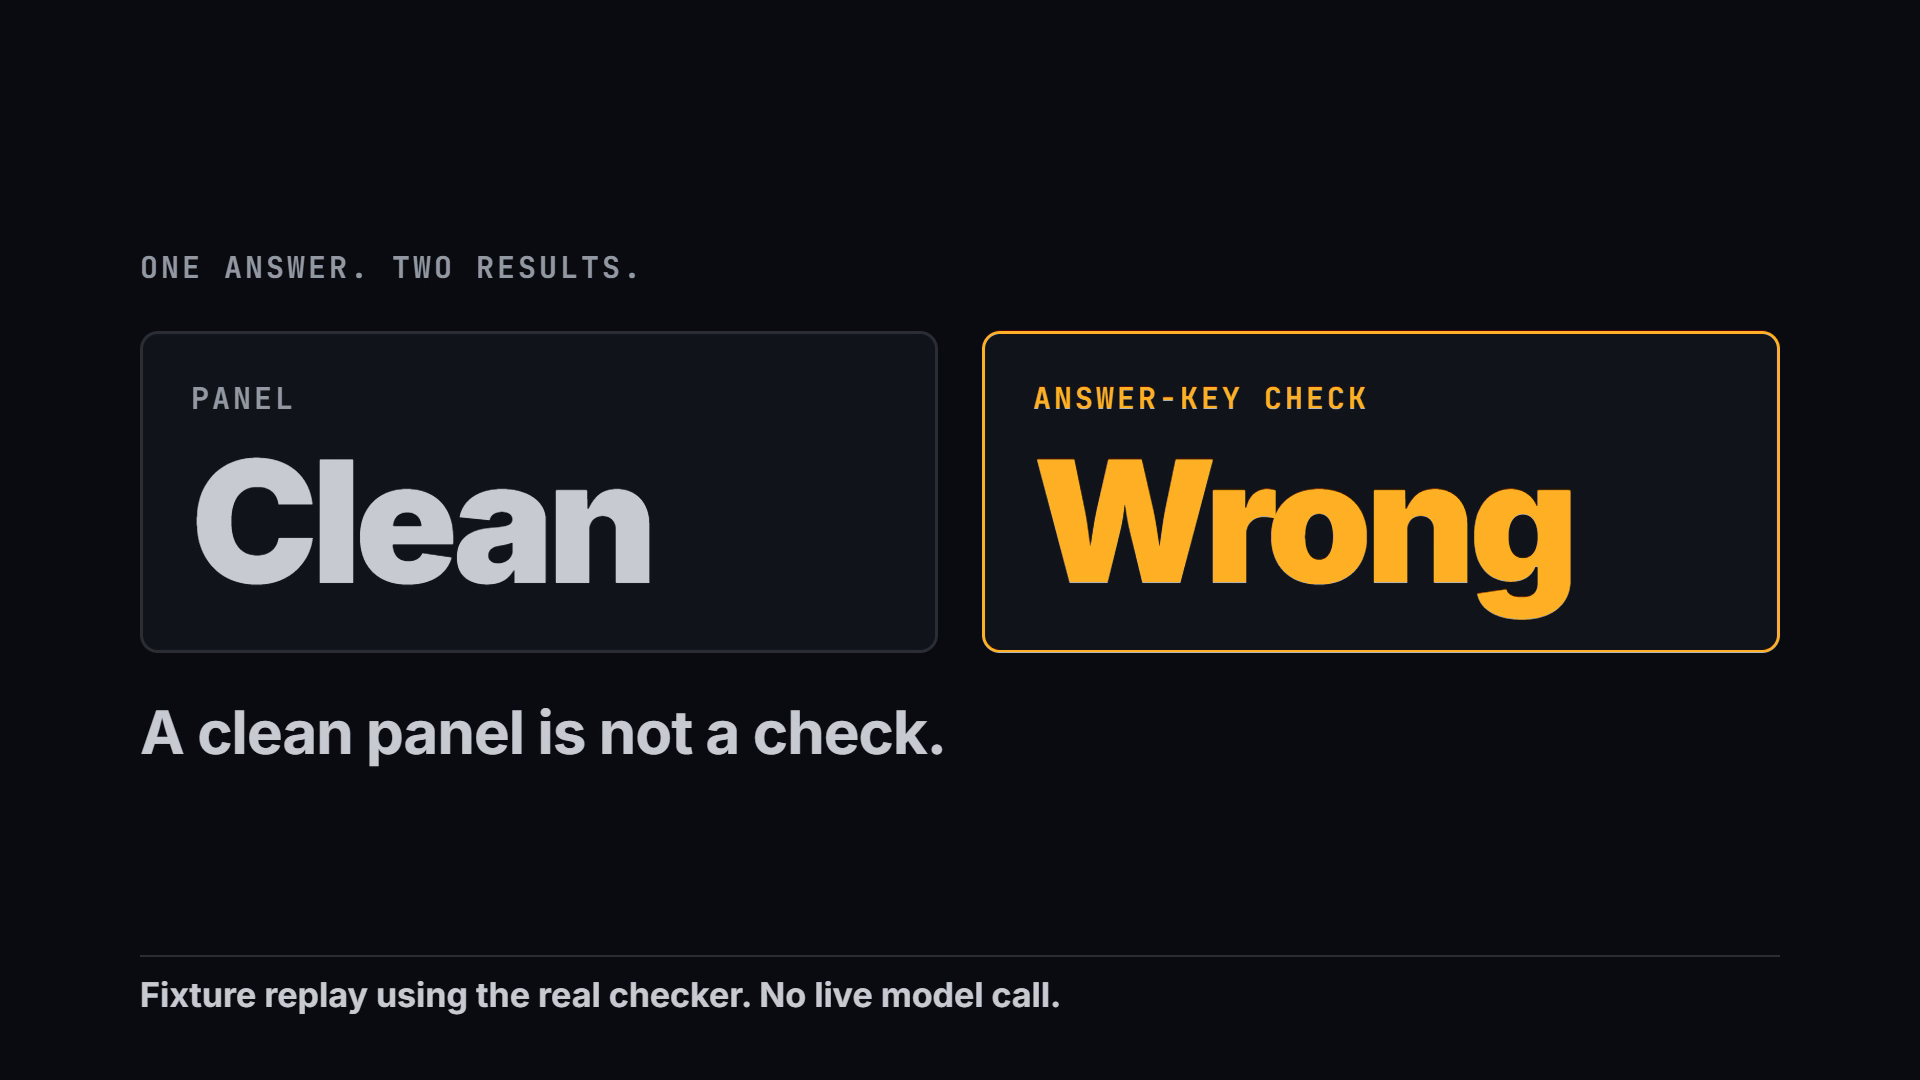 ONE ANSWER. TWO RESULTS.
PANEL
Clean
ANSWER-KEY CHECK
Wrong
A clean panel is not a check.
Fixture replay using the real checker. No live model call.